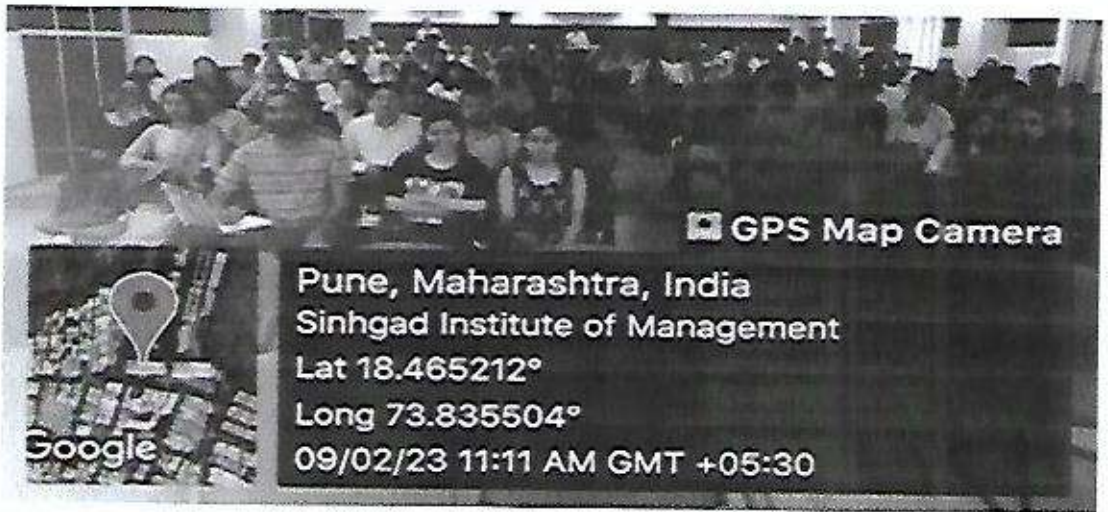 GPS Map Camera
Pune, Maharashtra, India
Sinhgad Institute of Management
Lat 18.465212°
Long 73.835504°
09/02/23 11:11 AM GMT +05:30
Google